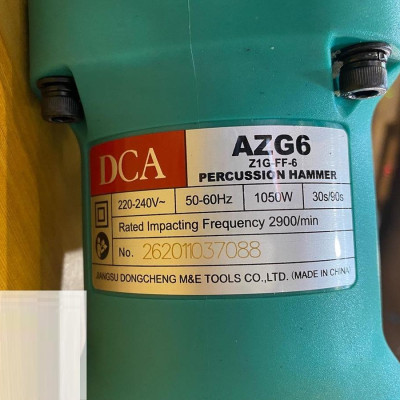 DCA
AZG6
Z1G-FF-6
PERCUSSION HAMMER
220-240V~ 50-60Hz 1050W 30s/90s
Rated Impacting Frequency 2900/min
No. 262011037088
JIANGSU DONGCHENG M&E TOOLS CO.,LTD. (MADE IN CHINA)